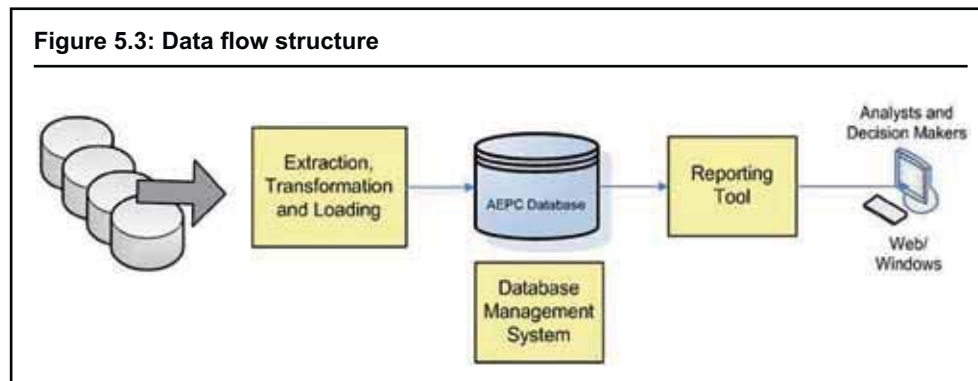 Figure 5.3: Data flow structure
Extraction,
Transformation
and Loading
AEPC Database
Database
Management
System
Reporting
Tool
Analysts and
Decision Makers
Web/
Windows